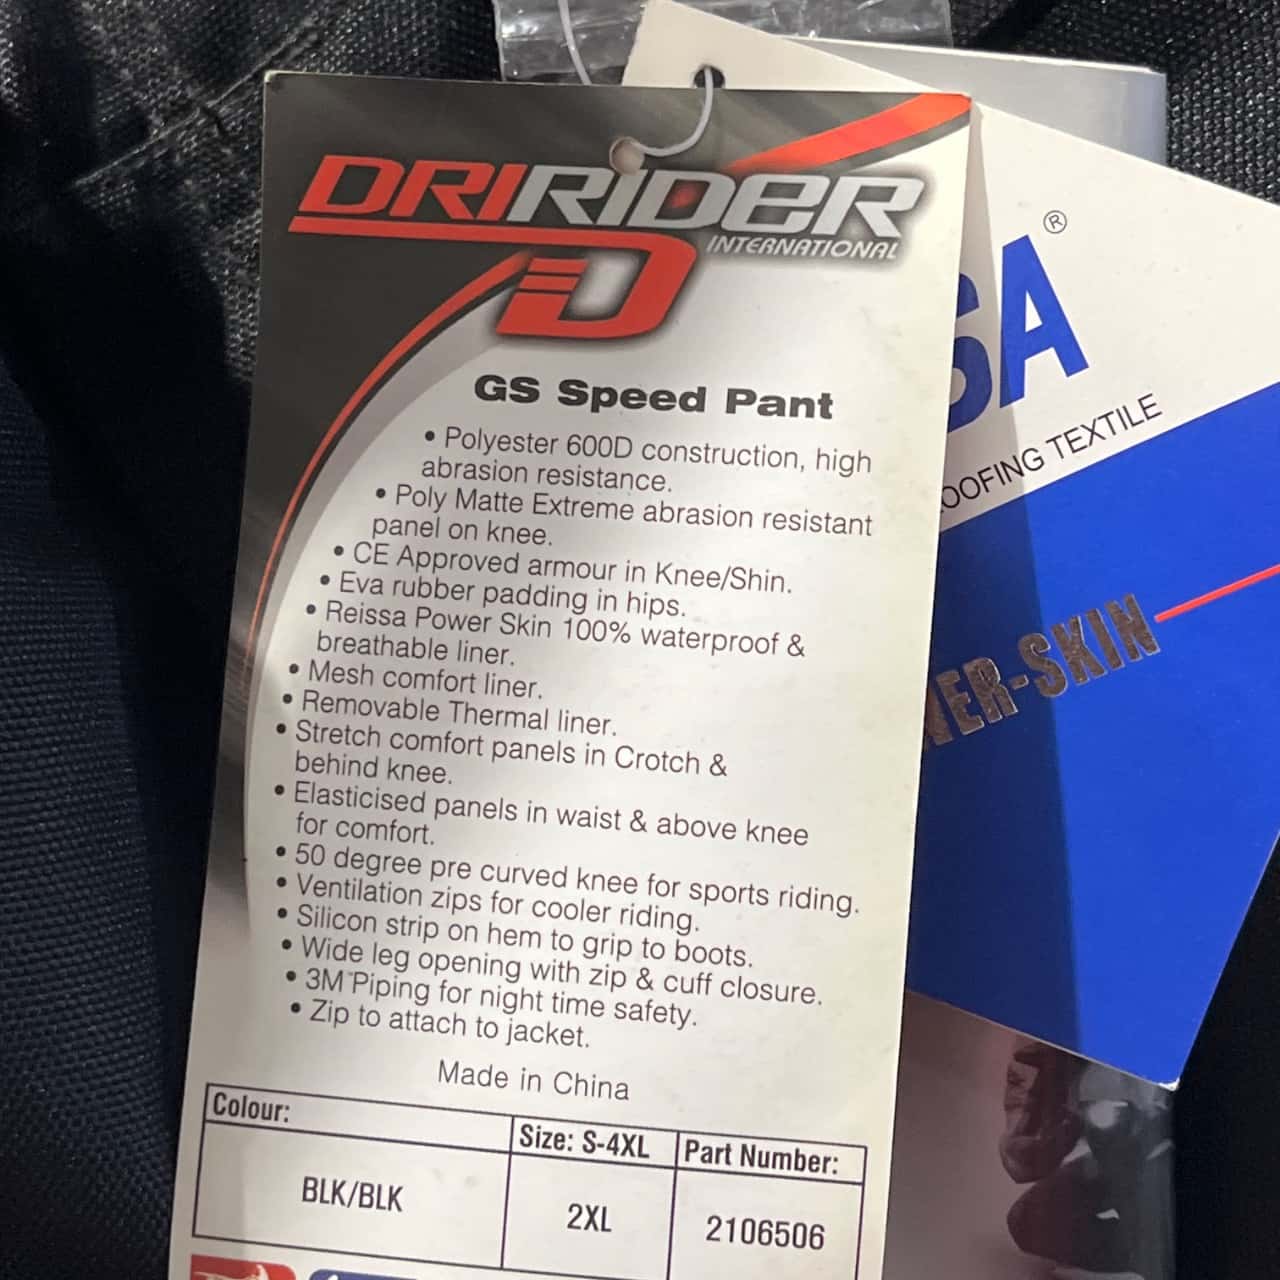 DRIRIDER
INTERNATIONAL
D
GS Speed Pant
• Polyester 600D construction, high
abrasion resistance.
• Poly Matte Extreme abrasion resistant
panel on knee.
• CE Approved armour in Knee/Shin.
• Eva rubber padding in hips.
• Reissa Power Skin 100% waterproof &
breathable liner.
• Mesh comfort liner.
• Removable Thermal liner.
• Stretch comfort panels in Crotch &
behind knee.
• Elasticised panels in waist & above knee
for comfort.
• 50 degree pre curved knee for sports riding.
• Ventilation zips for cooler riding.
• Silicon strip on hem to grip to boots.
• Wide leg opening with zip & cuff closure.
• 3M™Piping for night time safety.
• Zip to attach to jacket.
Made in China
Colour: Size: S-4XL Part Number:
BLK/BLK 2XL 2106506
SA®
OOFING TEXTILE
WER-SKIN